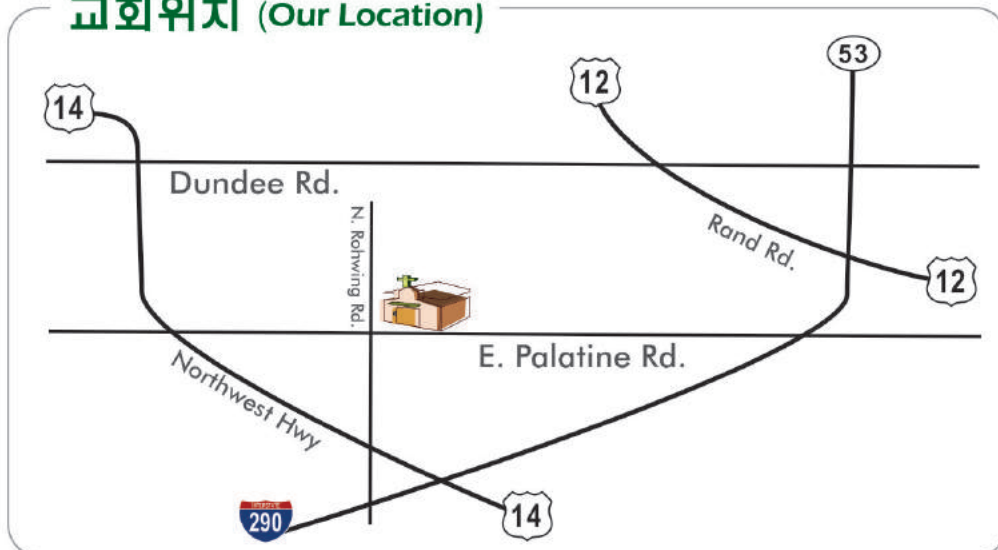 교회위치 (Our Location)
14
12
53
Dundee Rd.
N. Rohwing Rd.
Rand Rd.
12
E. Palatine Rd.
Northwest Hwy
290
14